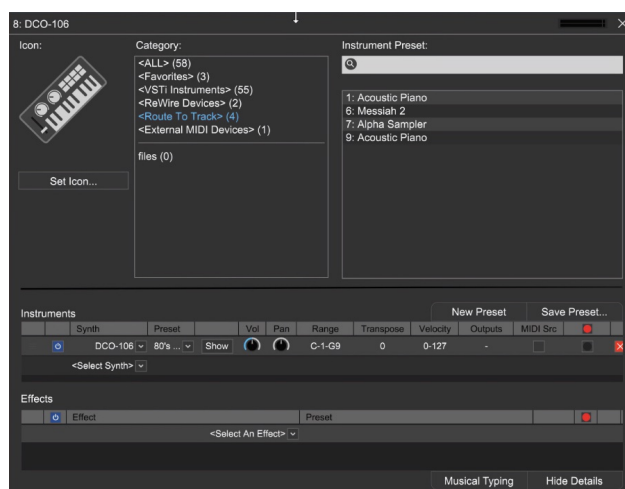 8: DCO-106
Icon:
Category:
Instrument Preset:
<ALL> (58)
<Favorites> (3)
<VSTi Instruments> (55)
<ReWire Devices> (2)
<Route To Track> (4)
<External MIDI Devices> (1)
files (0)
1: Acoustic Piano
6: Messiah 2
7: Alpha Sampler
9: Acoustic Piano
Set Icon...
Instruments
New Preset
Save Preset...
Synth Preset Vol Pan Range Transpose Velocity Outputs MIDI Src
DCO-106 80's ... Show C-1-G9 0 0-127 -
<Select Synth>
Effects
Effect Preset
<Select An Effect>
Musical Typing
Hide Details